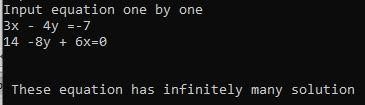 Input equation one by one
3x - 4y =-7
14 -8y + 6x=0
These equation has infinitely many solution